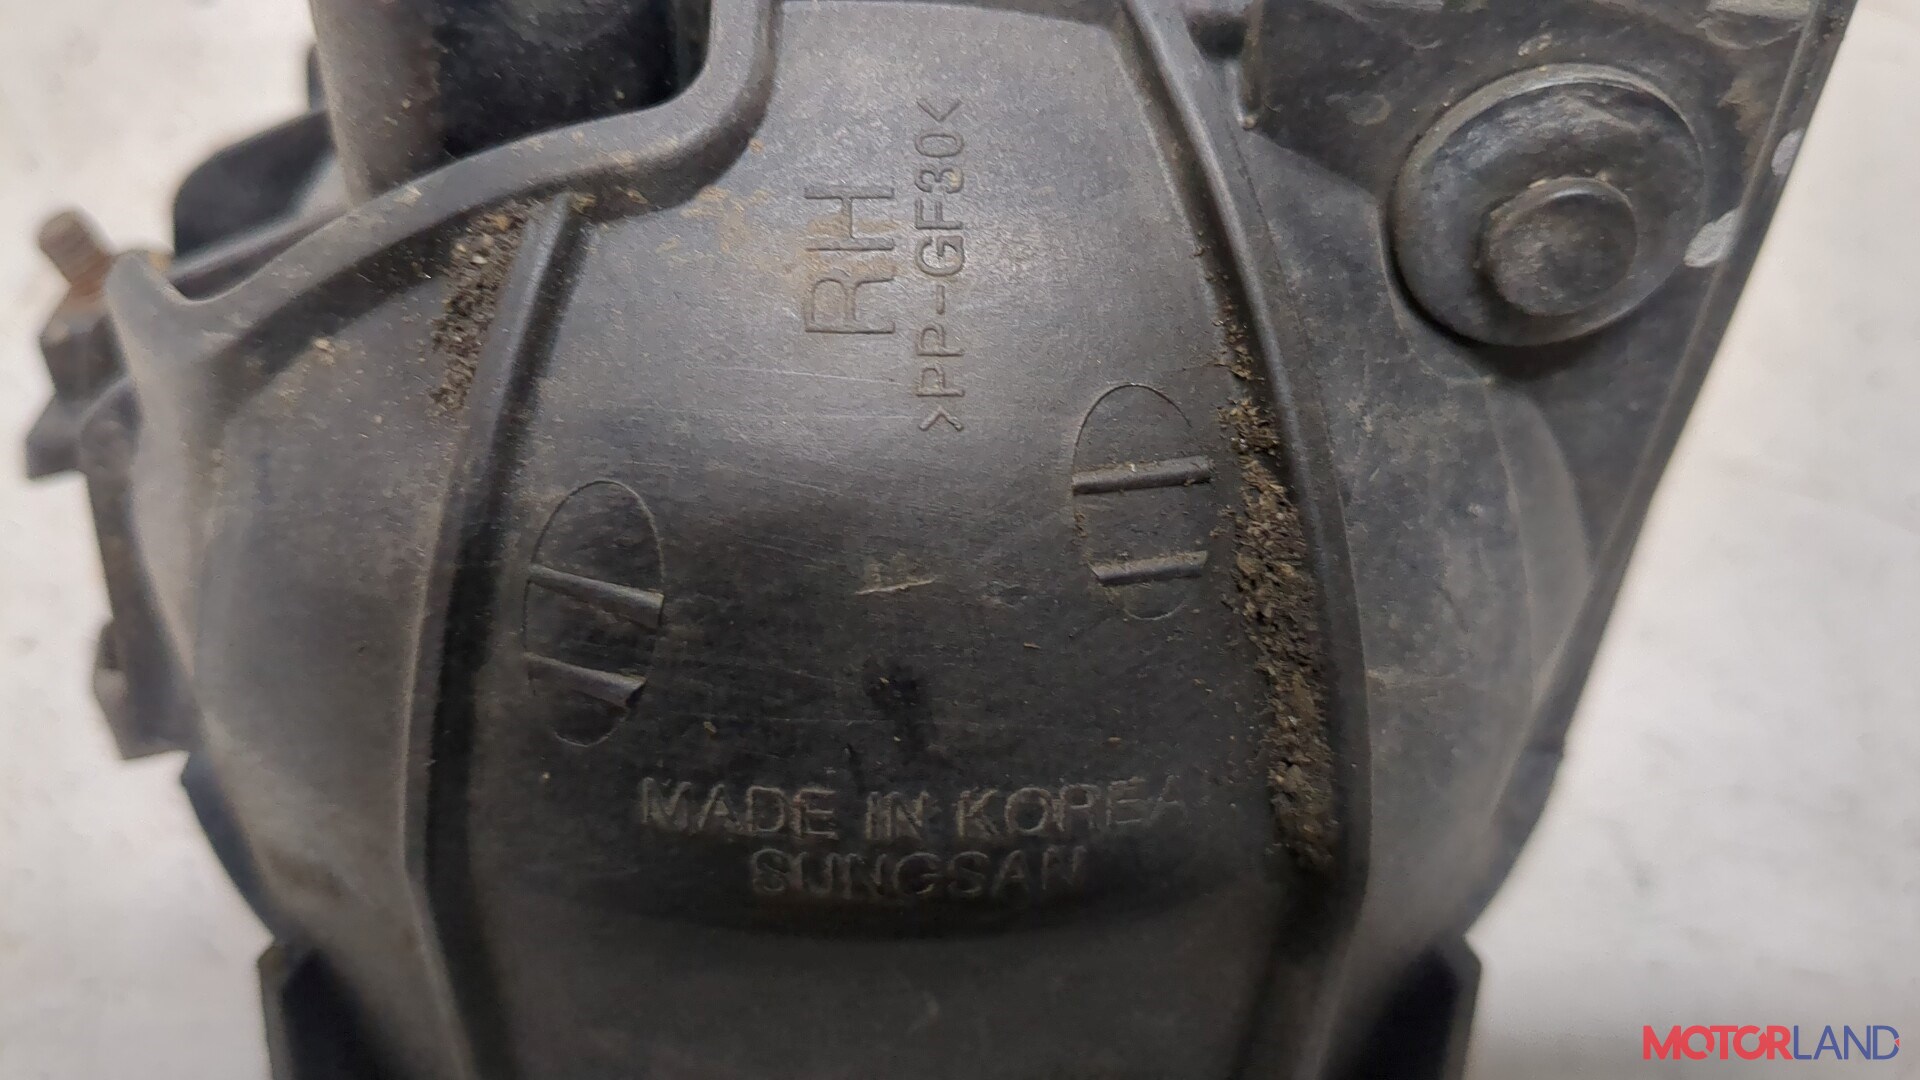 RH
>PP-GF30<
MADE IN KOREA
SUNGSAN
MOTORLAND